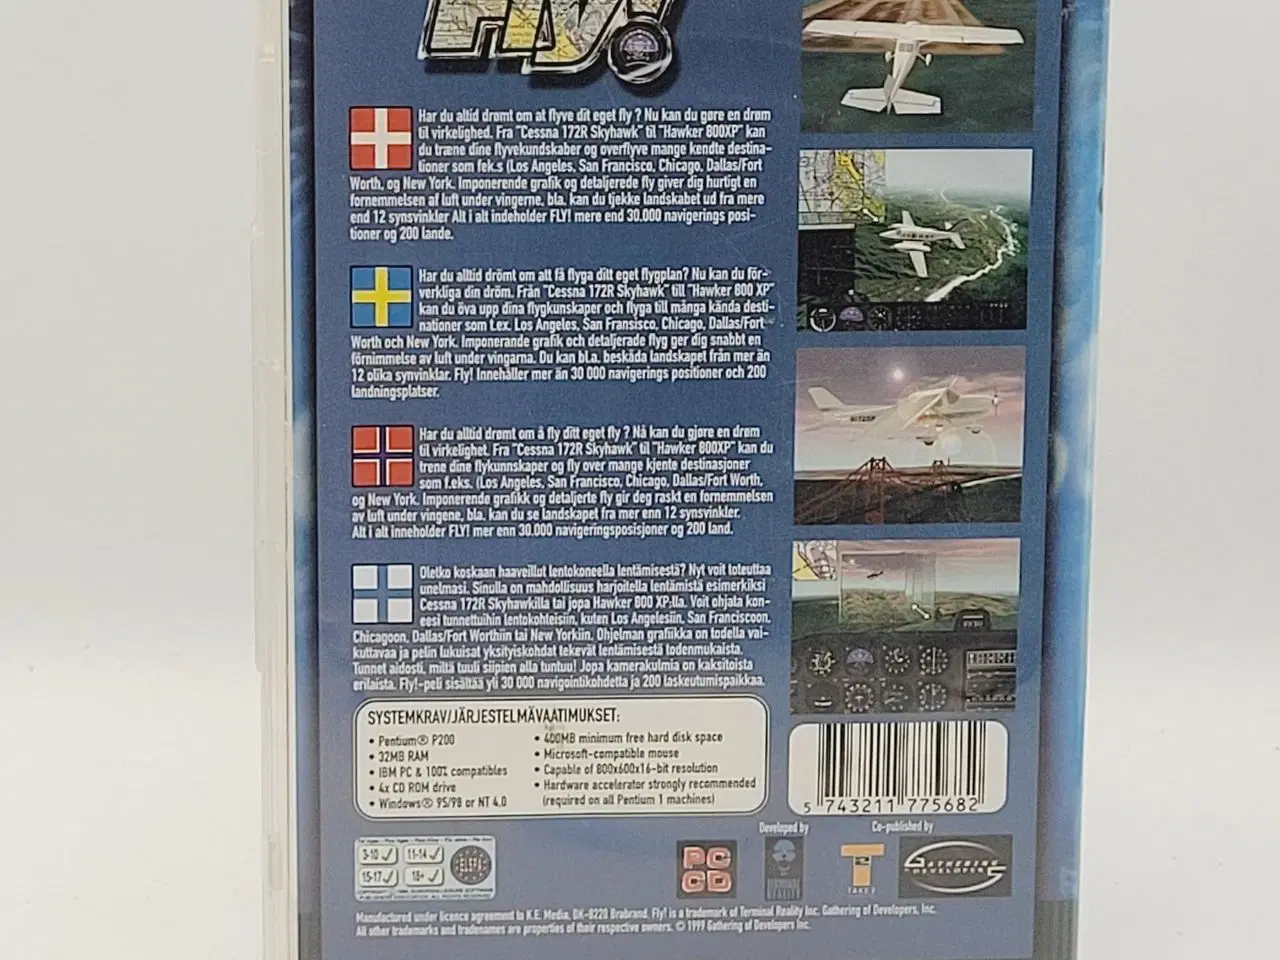 Fly!
Har du altid drømt om at flyve dit eget fly ? Nu kan du gøre en drøm
til virkelighed. Fra "Cessna 172R Skyhawk" til "Hawker 800XP" kan
du træne dine flyvekundskaber og overflyve mange kendte destina-
tioner som f.ek.s (Los Angeles, San Francisco, Chicago, Dallas/Fort
Worth, og New York. Imponerende grafik og detaljerede fly giver dig hurtigt en
fornemmelsen af luft under vingerne, bla. kan du tjekke landskabet ud fra mere
end 12 synsvinkler Alt i alt indeholder FLY! mere end 30.000 navigerings posi-
tioner og 200 lande.
Har du alltid drömt om att få flyga ditt eget flygplan? Nu kan du för-
verkliga din dröm. Från "Cessna 172R Skyhawk" till "Hawker 800 XP"
kan du öva upp dina flygkunskaper och flyga till många kända desti-
nationer som t.ex. Los Angeles, San Fransisco, Chicago, Dallas/Fort
Worth och New York. Imponerande grafik och detaljerade flyg ger dig snabbt en
förnimmelse av luft under vingarna. Du kan bl.a. beskåda landskapet från mer än
12 olika synvinklar. Fly! Innehåller mer än 30 000 navigerings positioner och 200
landningsplatser.
Har du alltid drømt om å fly ditt eget fly ? Nå kan du gjøre en drøm
til virkelighet. Fra "Cessna 172R Skyhawk" til "Hawker 800XP" kan du
trene dine flykunnskaper og fly over mange kjente destinasjoner
som f.eks. (Los Angeles, San Francisco, Chicago, Dallas/Fort Worth,
og New York. Imponerende grafikk og detaljerte fly gir deg raskt en fornemmelsen
av luft under vingene, bla. kan du se landskapet fra mer enn 12 synsvinkler.
Alt i alt inneholder FLY! mer enn 30.000 navigeringsposisjoner og 200 land.
Oletko koskaan haaveillut lentokoneella lentämisestä? Nyt voit toteuttaa
unelmasi. Sinulla on mahdollisuus harjoitella lentämistä esimerkiksi
Cessna 172R Skyhawkilla tai jopa Hawker 800 XP:lla. Voit ohjata kon-
eesi tunnettuihin lentokohteisiin, kuten Los Angelesiin, San Franciscoon,
Chicagoon, Dallas/Fort Worthiin tai New Yorkiin. Ohjelman grafiikka on todella vai-
kuttavaa ja pelin lukuisat yksityiskohdat tekevät lentämisestä todenmukaista.
Tunnet aidosti, miltä tuuli siipien alla tuntuu! Jopa kamerakulmia on kaksitoista
erilaista. Fly!-peli sisältää yli 30 000 navigointikohdetta ja 200 laskeutumispaikkaa.
SYSTEMKRAV/JÄRJESTELMÄVAATIMUKSET:
• Pentium® P200
• 32MB RAM
• IBM PC & 100% compatibles
• 4x CD ROM drive
• Windows® 95/98 or NT 4.0
• 400MB minimum free hard disk space
• Microsoft-compatible mouse
• Capable of 800x600x16-bit resolution
• Hardware accelerator strongly recommended
(required on all Pentium 1 machines)
5 743211 775682
Developed by
Co-published by
3-10 11-14
15-17 18+
ELSPA
PC
CD
TERMINAL
REALITY
T2
TAKE 2
GATHERING
OF DEVELOPERS
Manufactured under licence agreement to K.E. Media, DK-8220 Brabrand. Fly! is a trademark of Terminal Reality Inc. Gathering of Developers, Inc.
All other trademarks and tradenames are properties of their respective owners. © 1999 Gathering of Developers Inc.